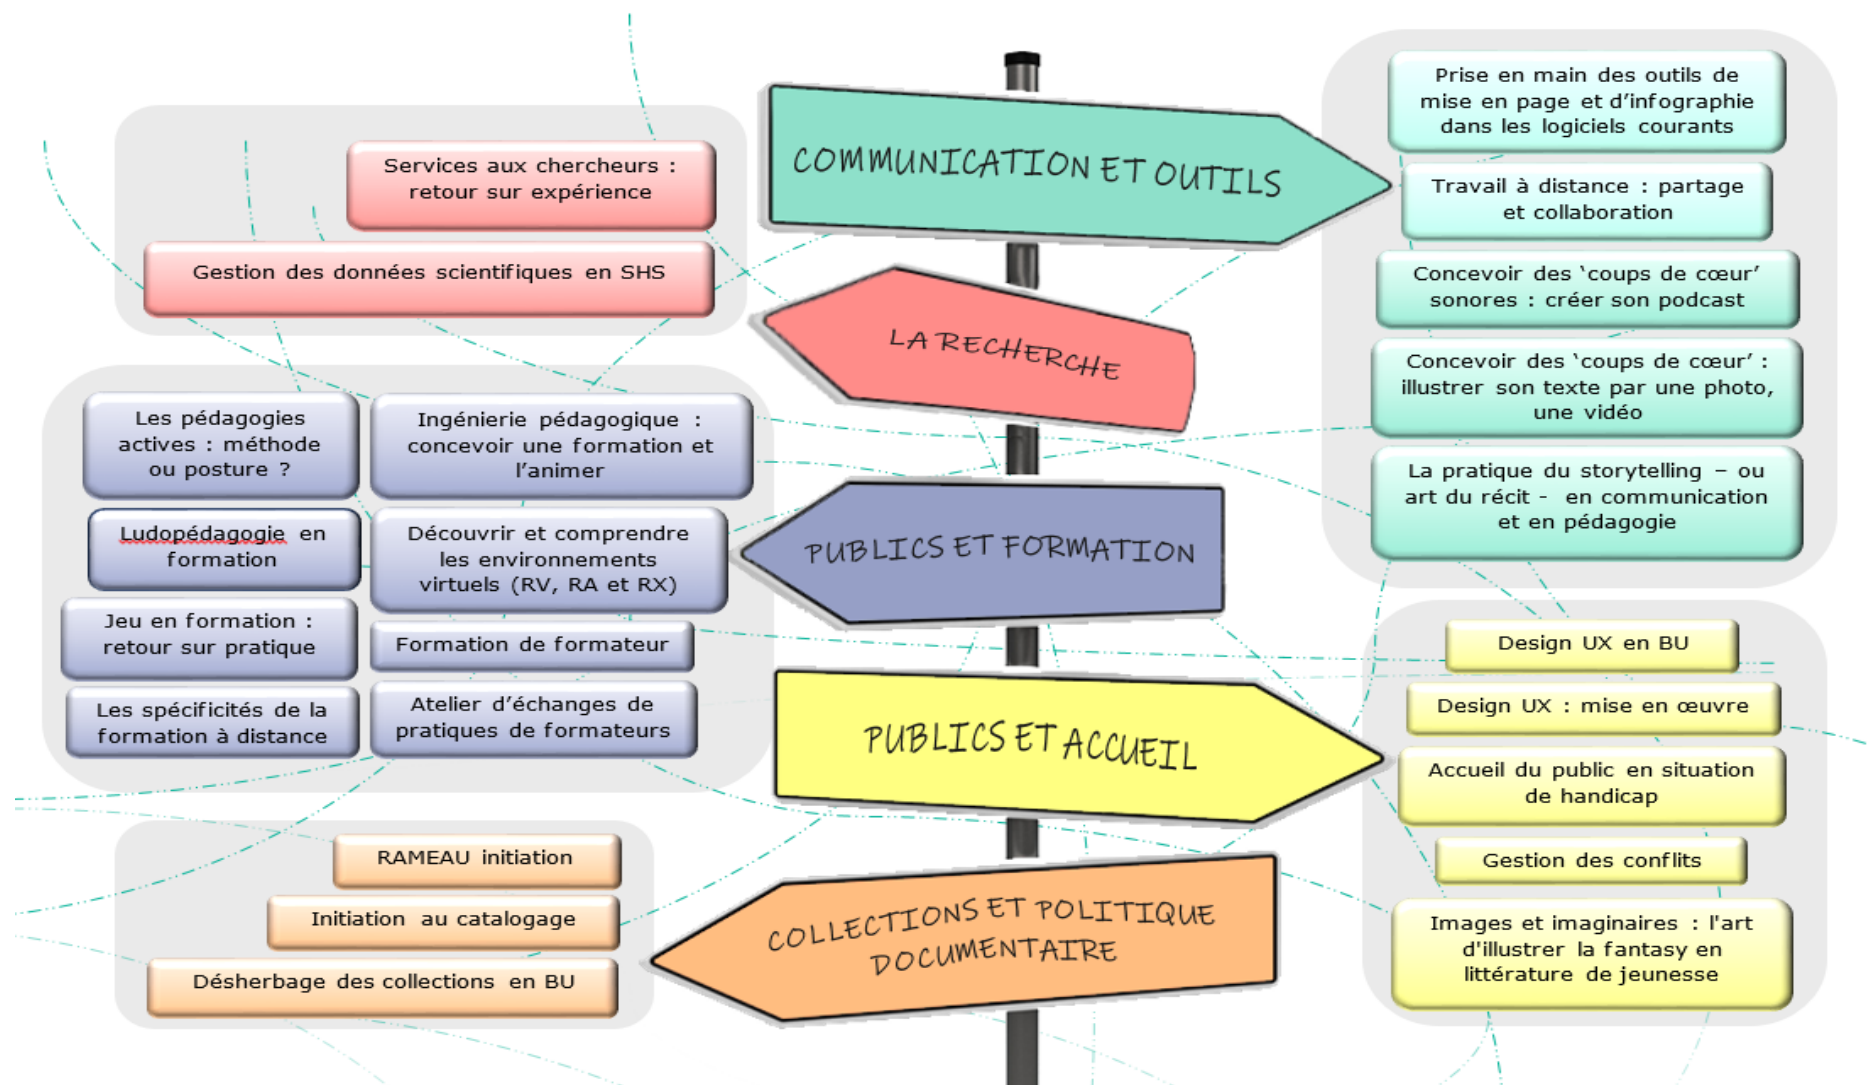 COMMUNICATION ET OUTILS
Prise en main des outils de
mise en page et d’infographie
dans les logiciels courants
Travail à distance : partage
et collaboration
Concevoir des ‘coups de cœur’
sonores : créer son podcast
Concevoir des ‘coups de cœur’ :
illustrer son texte par une photo,
une vidéo
La pratique du storytelling – ou
art du récit - en communication
et en pédagogie
LA RECHERCHE
Services aux chercheurs :
retour sur expérience
Gestion des données scientifiques en SHS
PUBLICS ET FORMATION
Les pédagogies
actives : méthode
ou posture ?
Ludopédagogie en
formation
Jeu en formation :
retour sur pratique
Les spécificités de la
formation à distance
Ingénierie pédagogique :
concevoir une formation et
l’animer
Découvrir et comprendre
les environnements
virtuels (RV, RA et RX)
Formation de formateur
Atelier d’échanges de
pratiques de formateurs
PUBLICS ET ACCUEIL
Design UX en BU
Design UX : mise en œuvre
Accueil du public en situation
de handicap
Gestion des conflits
Images et imaginaires : l'art
d'illustrer la fantasy en
littérature de jeunesse
COLLECTIONS ET POLITIQUE
DOCUMENTAIRE
RAMEAU initiation
Initiation au catalogage
Désherbage des collections en BU